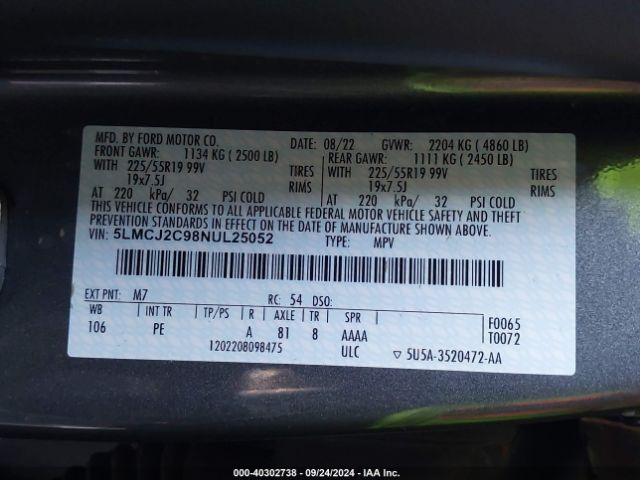 MFD. BY FORD MOTOR CO. 08/22 GVWR: 2204 KG ( 4860 LB)
FRONT GAWR: 1134 KG ( 2500 LB) REAR GAWR: 1111 KG ( 2450 LB)
WITH 225/55R19 99V TIRES WITH 225/55R19 99V TIRES
19x7.5J RIMS 19x7.5J RIMS
AT 220 kPa/ 32 PSI COLD AT 220 kPa/ 32 PSI COLD
THIS VEHICLE CONFORMS TO ALL APPLICABLE FEDERAL MOTOR VEHICLE SAFETY AND THEFT
PREVENTION STANDARDS IN EFFECT ON THE DATE OF MANUFACTURE SHOWN ABOVE.
VIN: 5LMCJ2C98NUL25052 TYPE: MPV
EXT PNT: M7 RC: 54 DSO:
WB INT TR TP/PS R AXLE TR SPR F0065
106 PE A 81 8 AAAA T0072
1202208098475 ULC ▽ 5U5A-3520472-AA
000-40302738 - 09/24/2024 - IAA Inc.